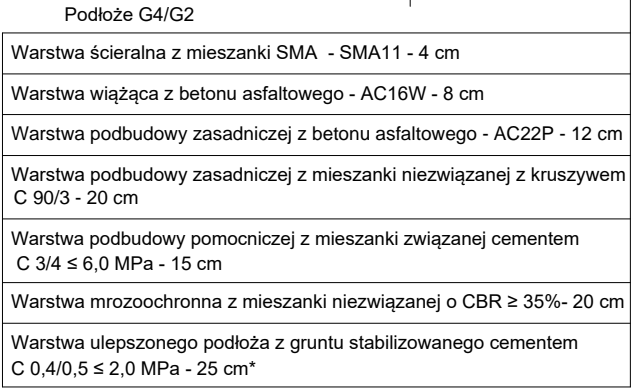 Podłoże G4/G2
Warstwa ścieralna z mieszanki SMA - SMA11 - 4 cm
Warstwa wiążąca z betonu asfaltowego - AC16W - 8 cm
Warstwa podbudowy zasadniczej z betonu asfaltowego - AC22P - 12 cm
Warstwa podbudowy zasadniczej z mieszanki niezwiązanej z kruszywem
C 90/3 - 20 cm
Warstwa podbudowy pomocniczej z mieszanki związanej cementem
C 3/4 ≤ 6,0 MPa - 15 cm
Warstwa mrozoochronna z mieszanki niezwiązanej o CBR ≥ 35%- 20 cm
Warstwa ulepszonego podłoża z gruntu stabilizowanego cementem
C 0,4/0,5 ≤ 2,0 MPa - 25 cm*